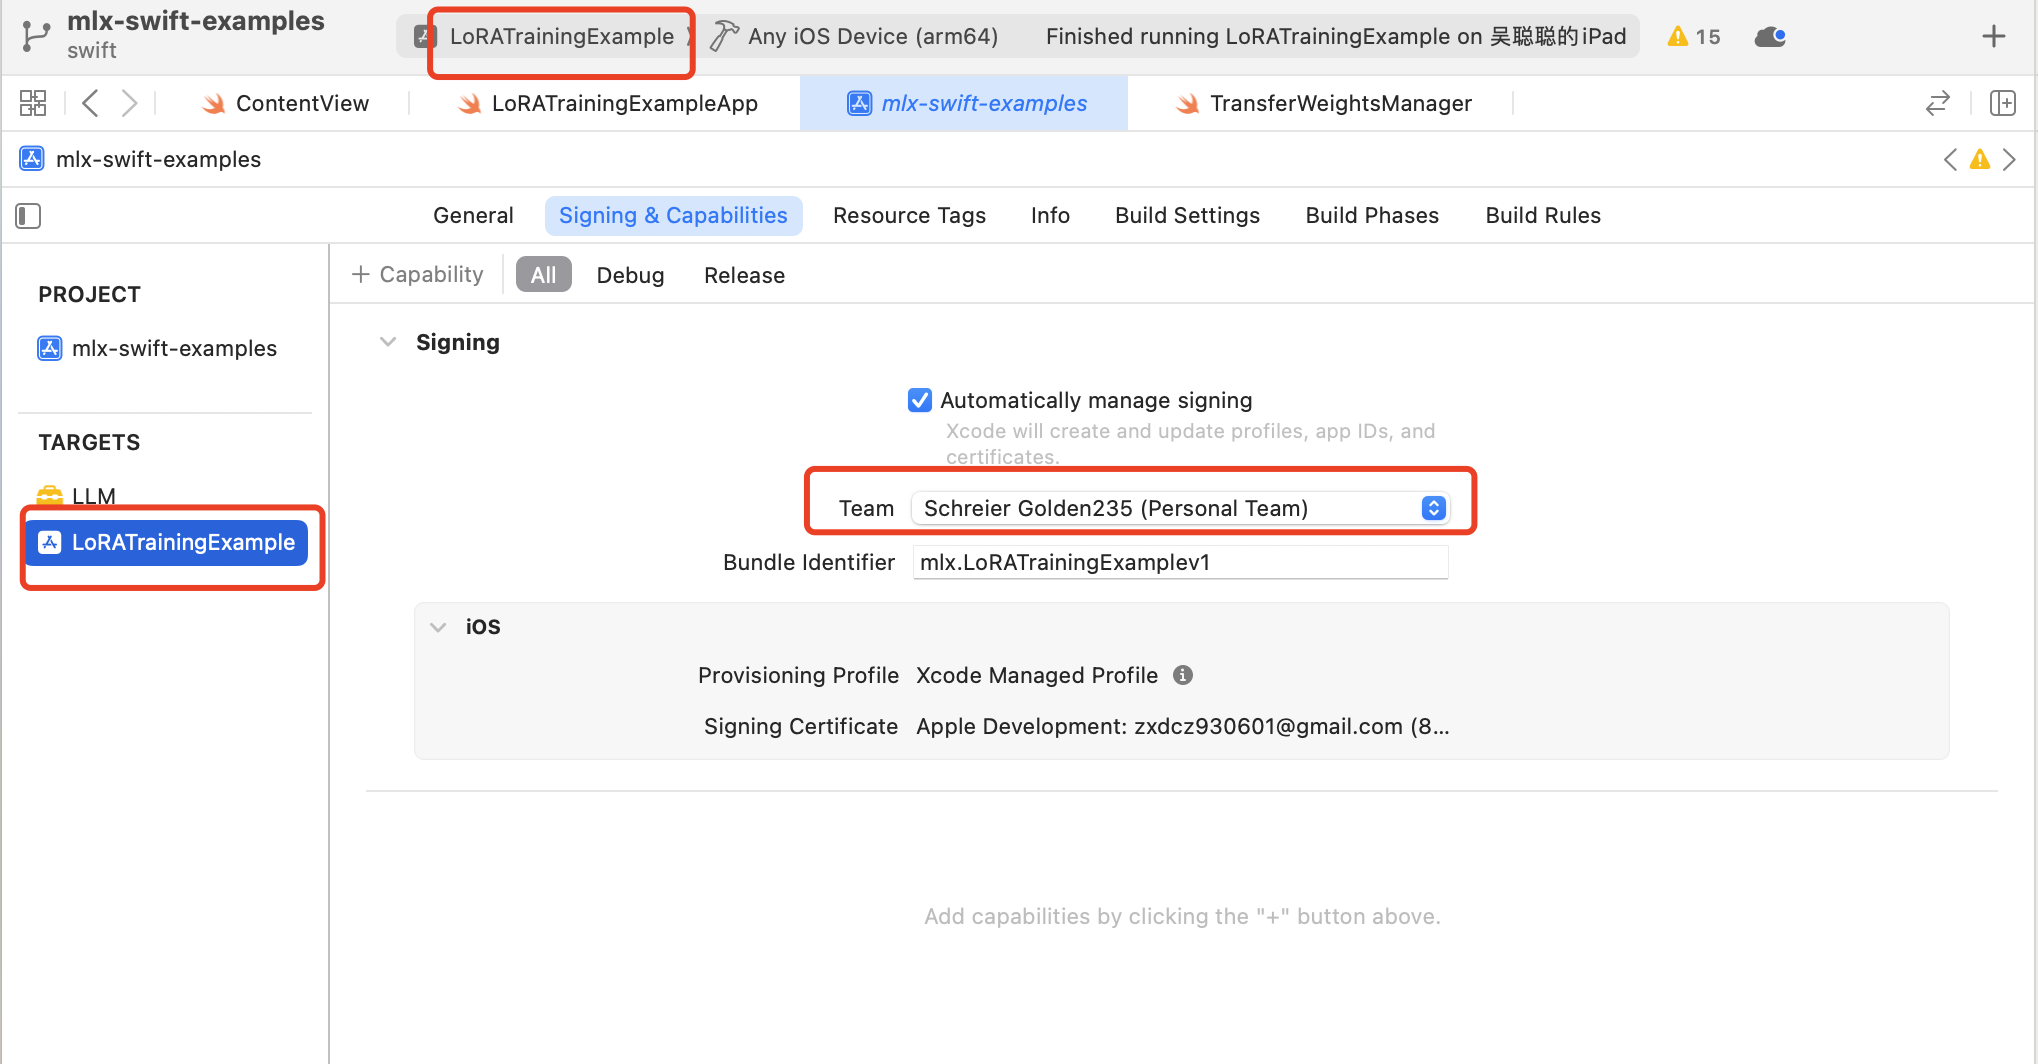 mlx-swift-examples
swift
LoRATrainingExample
Any iOS Device (arm64)
Finished running LoRATrainingExample on 吴聪聪的iPad
15
ContentView
LoRATrainingExampleApp
mlx-swift-examples
TransferWeightsManager
mlx-swift-examples
General
Signing & Capabilities
Resource Tags
Info
Build Settings
Build Phases
Build Rules
+ Capability
All
Debug
Release
PROJECT
mlx-swift-examples
TARGETS
LLM
LoRATrainingExample
Signing
Automatically manage signing
Xcode will create and update profiles, app IDs, and
certificates.
Team Schreier Golden235 (Personal Team)
Bundle Identifier mlx.LoRATrainingExamplev1
iOS
Provisioning Profile Xcode Managed Profile
Signing Certificate Apple Development: zxdcz930601@gmail.com (8...
Add capabilities by clicking the "+" button above.